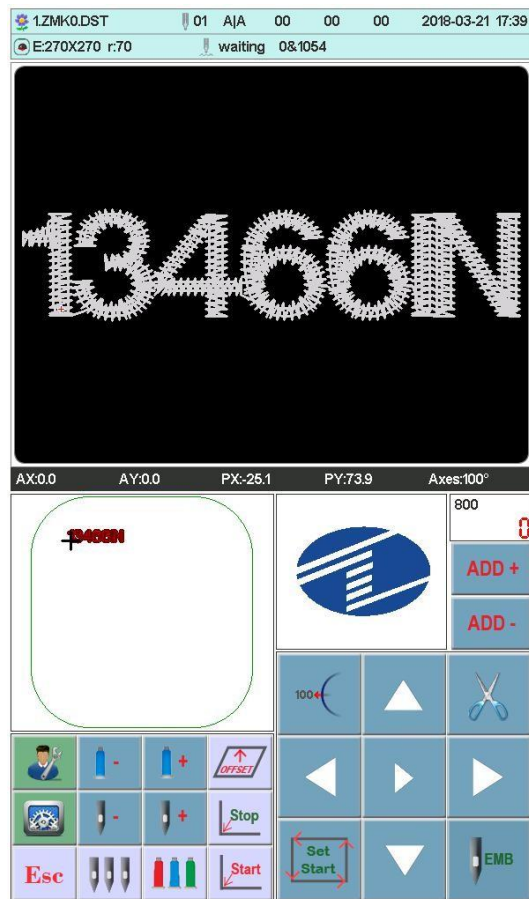 1.ZMK0.DST 01 A|A 00 00 00 2018-03-21 17:39
E:270X270 r:70 waiting 0&1054
13466IN
AX:0.0 AY:0.0 PX:-25.1 PY:73.9 Axes:100°
13466IN
800
0
ADD +
ADD -
100
- + OFFSET
- + Stop
Set
Start
EMB
Esc Start